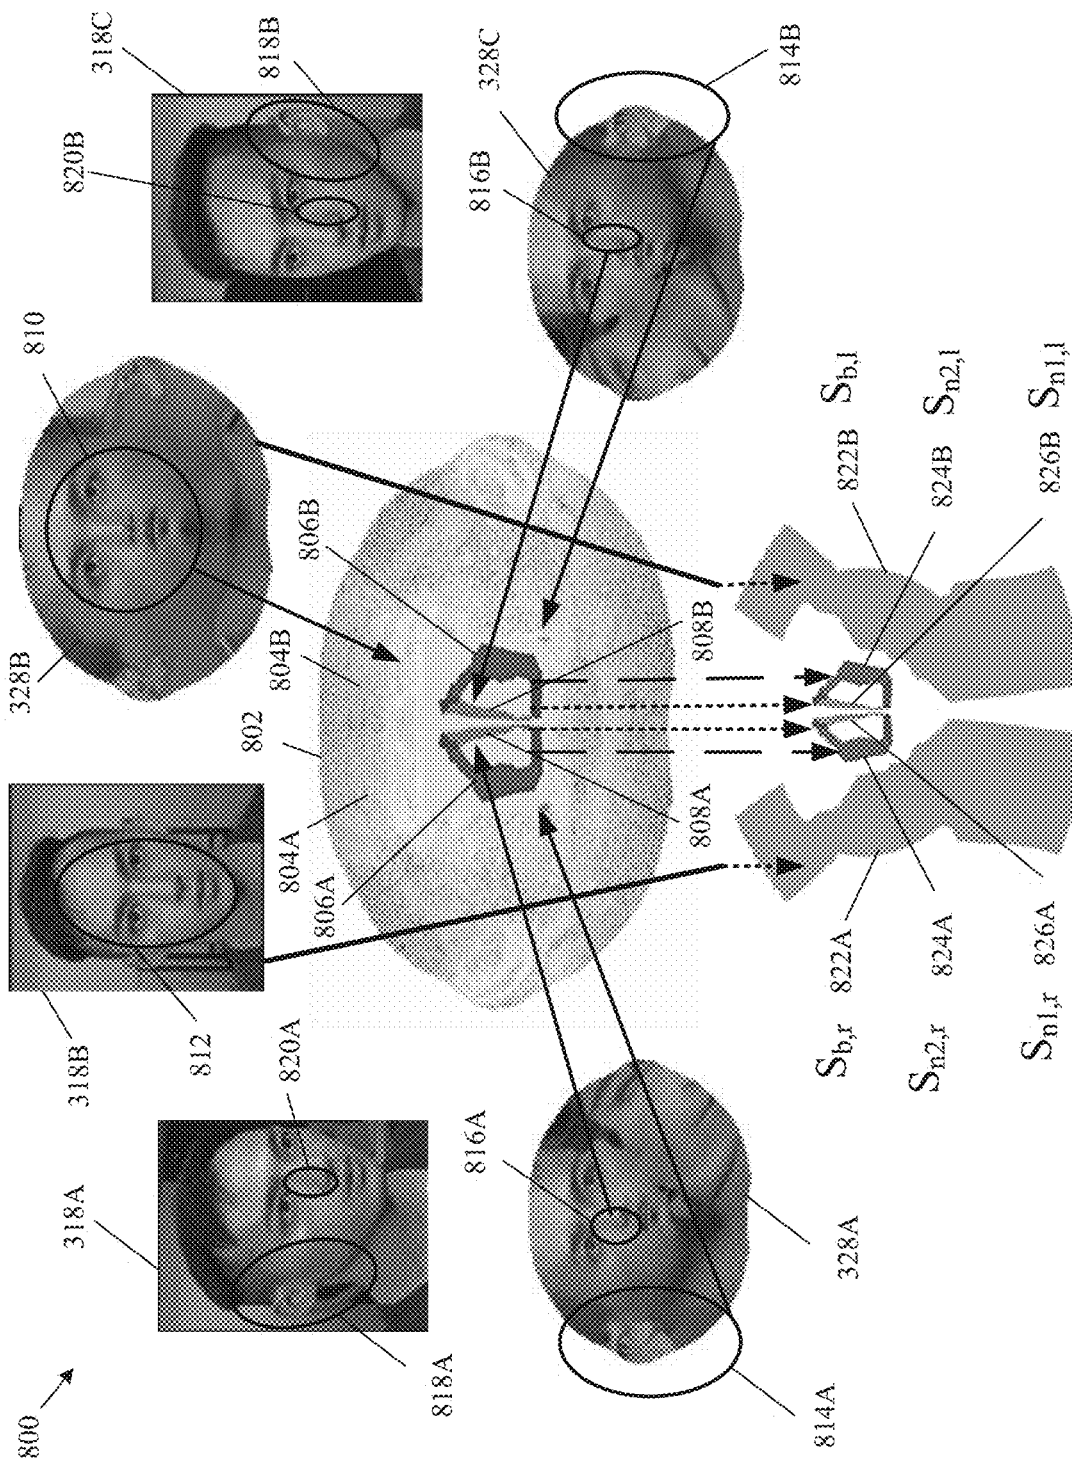 800
318A
318B
318C
818A
820A
812
328B
810
820B
818B
802
804A
804B
806A
806B
808A
808B
814A
816A
328A
816B
328C
814B
S_b,r 822A
S_n2,r 824A
S_n1,r 826A
822B S_b,l
824B S_n2,l
826B S_n1,l